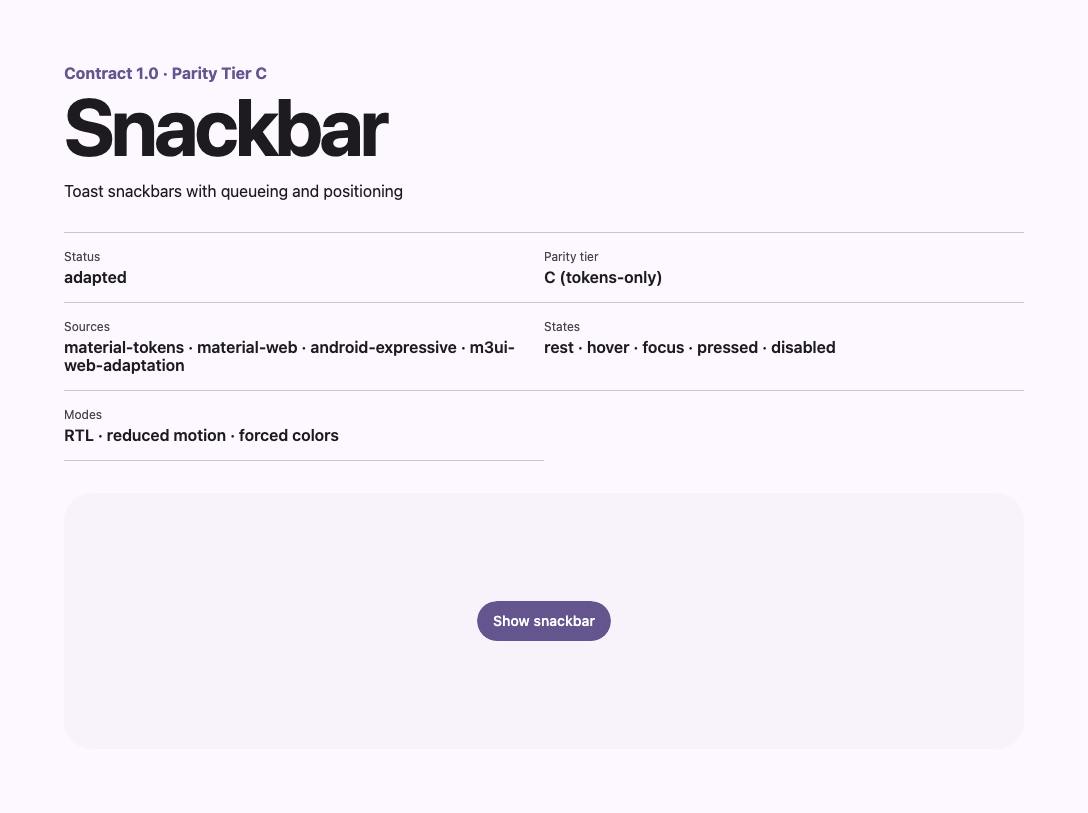 Contract 1.0 · Parity Tier C
Snackbar
Toast snackbars with queueing and positioning
Status
adapted
Parity tier
C (tokens-only)
Sources
material-tokens · material-web · android-expressive · m3ui-
web-adaptation
States
rest · hover · focus · pressed · disabled
Modes
RTL · reduced motion · forced colors
Show snackbar